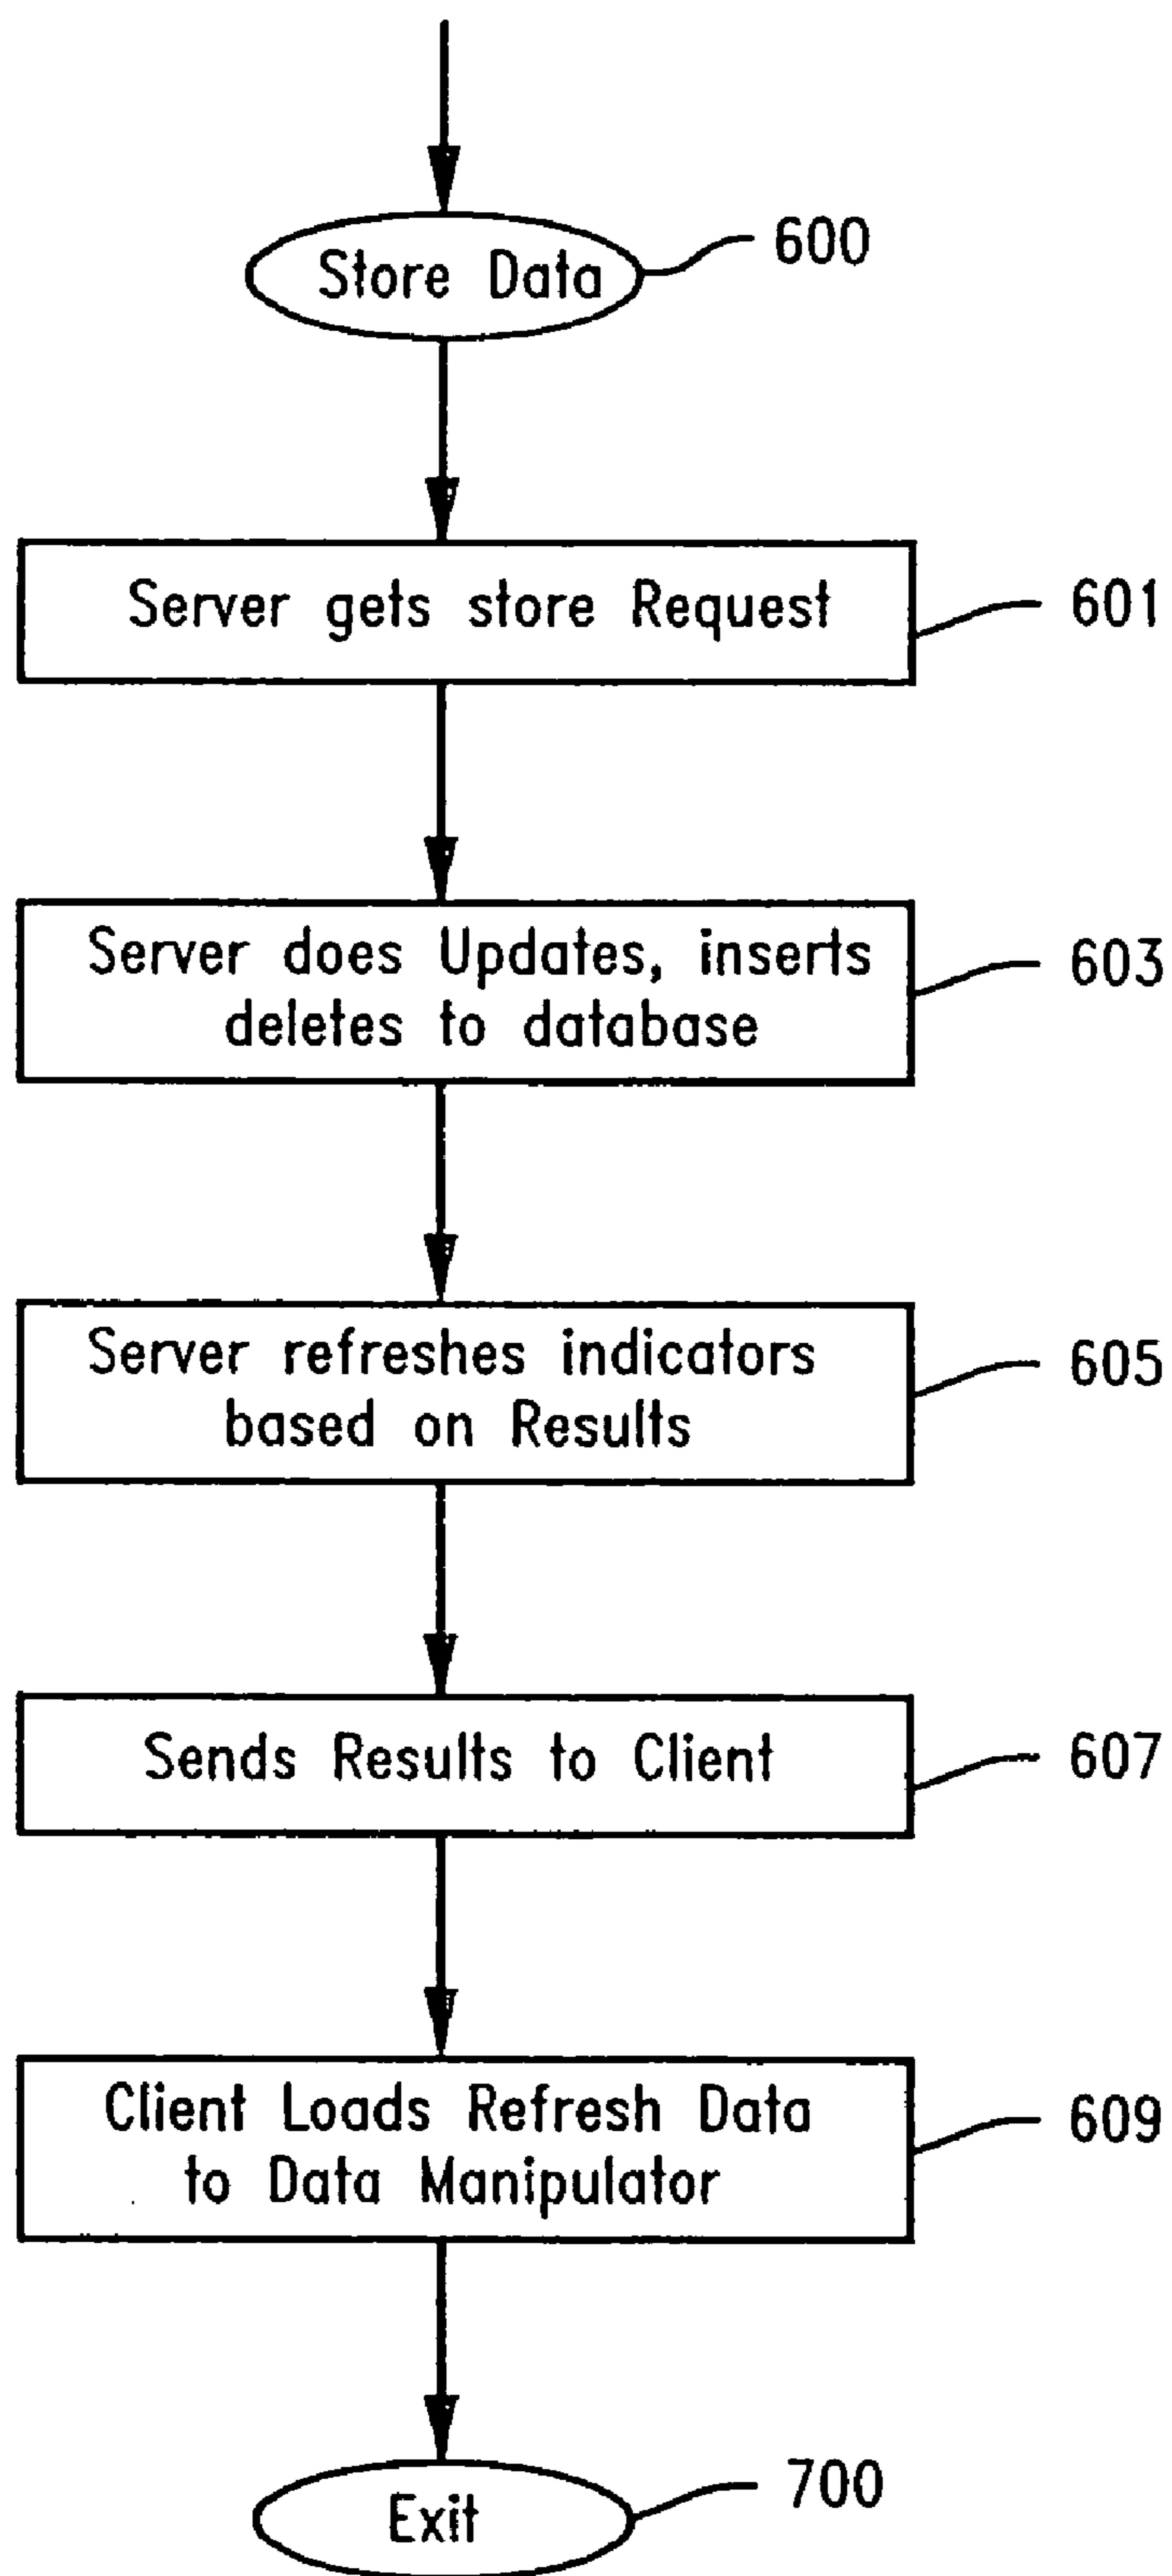 Store Data
600
Server gets store Request
601
Server does Updates, inserts
deletes to database
603
Server refreshes indicators
based on Results
605
Sends Results to Client
607
Client Loads Refresh Data
to Data Manipulator
609
Exit
700